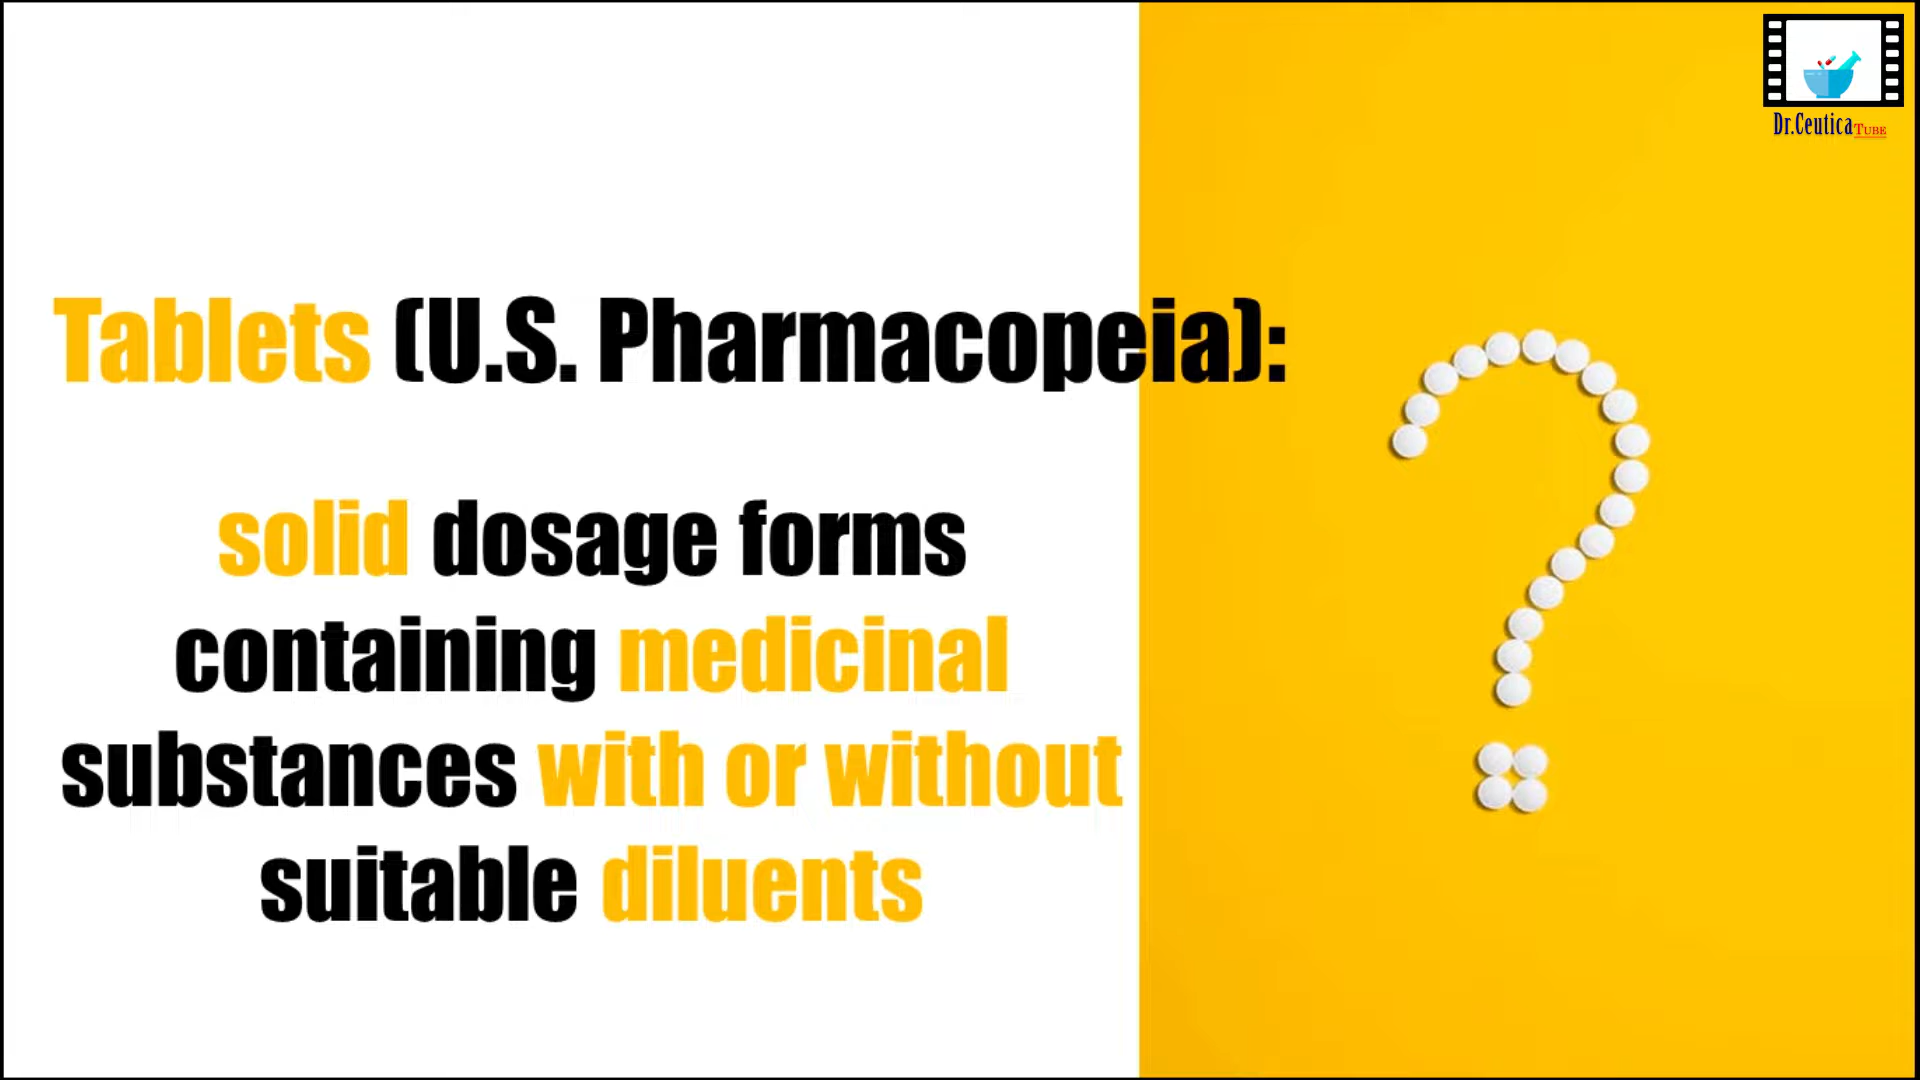 Dr.Ceutica TUBE
Tablets (U.S. Pharmacopeia):
solid dosage forms
containing medicinal
substances with or without
suitable diluents